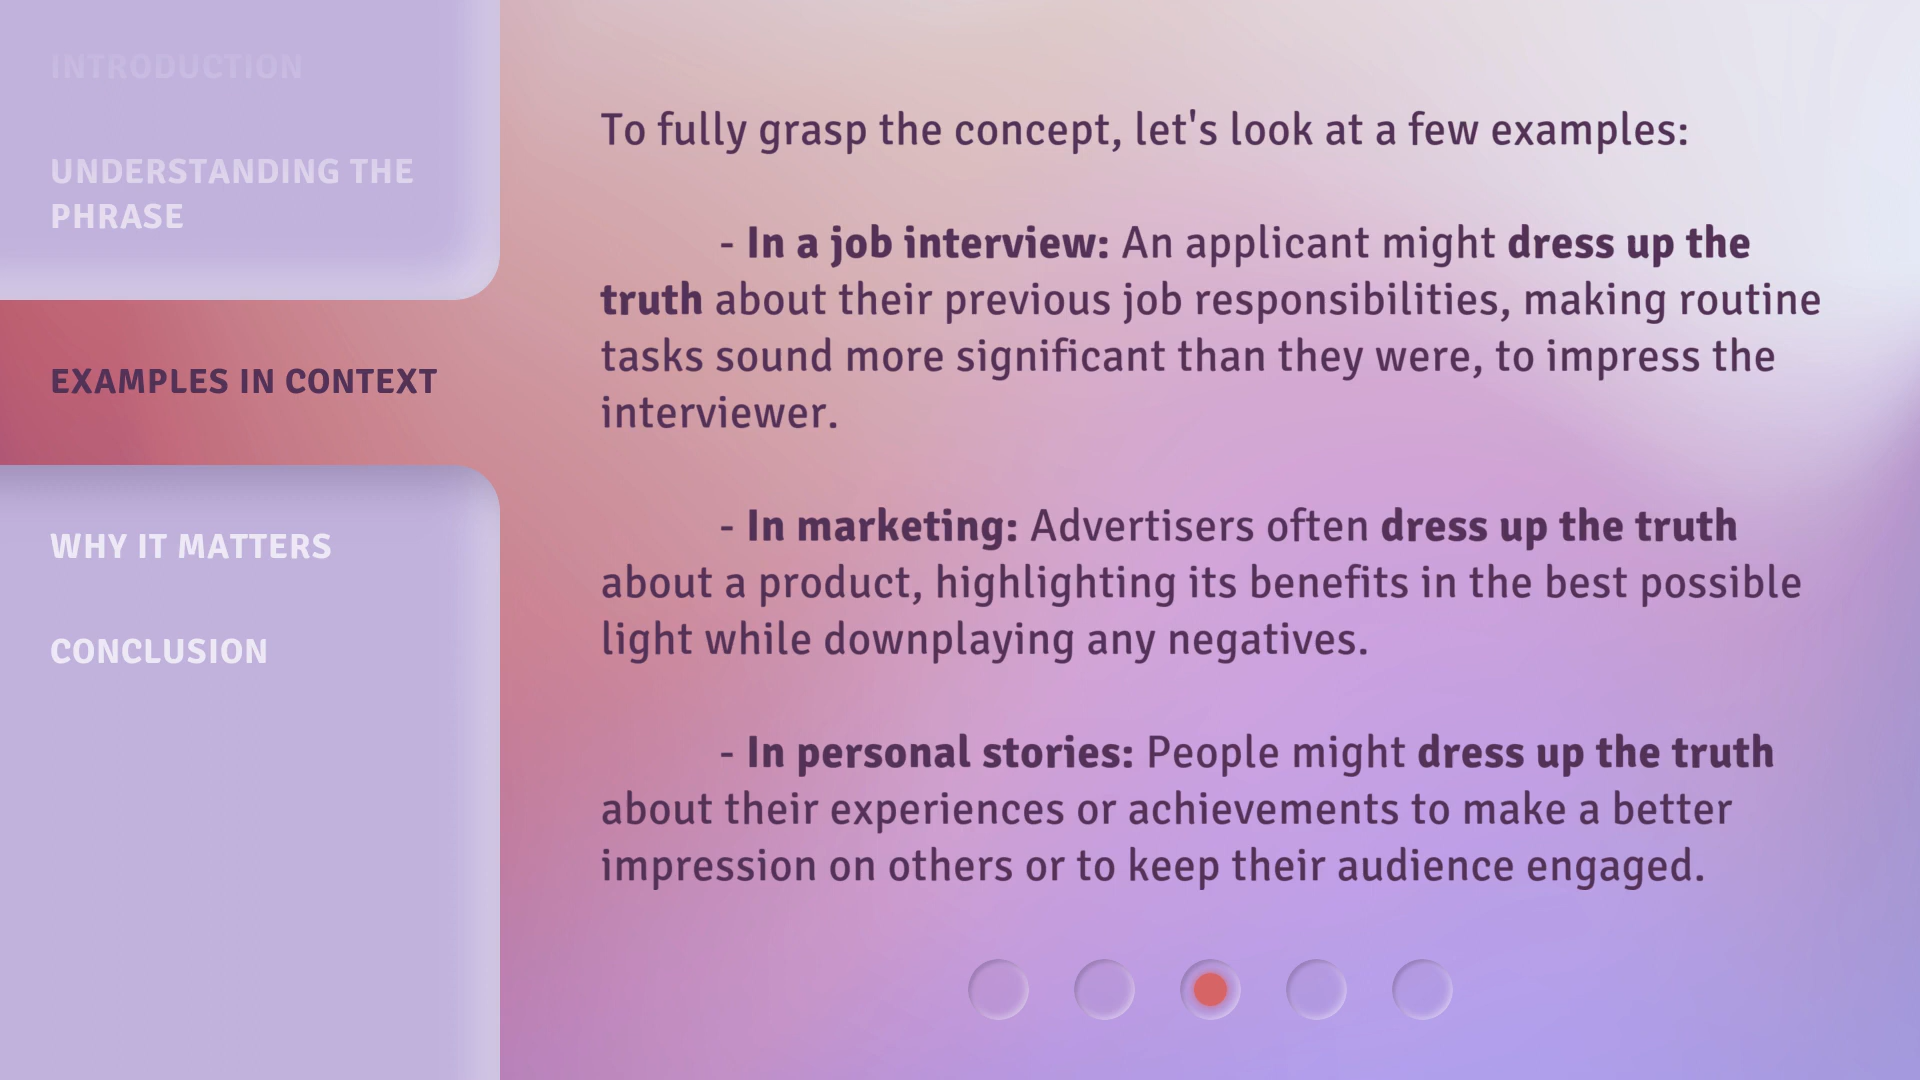 INTRODUCTION
UNDERSTANDING THE
PHRASE
EXAMPLES IN CONTEXT
WHY IT MATTERS
CONCLUSION
To fully grasp the concept, let's look at a few examples:
- In a job interview: An applicant might dress up the
truth about their previous job responsibilities, making routine
tasks sound more significant than they were, to impress the
interviewer.
- In marketing: Advertisers often dress up the truth
about a product, highlighting its benefits in the best possible
light while downplaying any negatives.
- In personal stories: People might dress up the truth
about their experiences or achievements to make a better
impression on others or to keep their audience engaged.